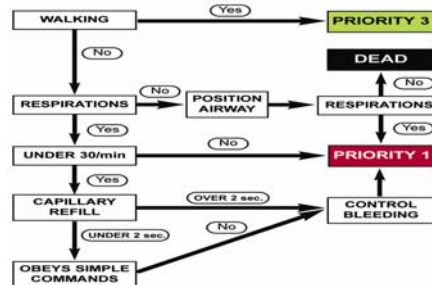 WALKING
Yes
PRIORITY 3
No
DEAD
No
RESPIRATIONS
No
POSITION
AIRWAY
RESPIRATIONS
Yes
Yes
UNDER 30/min
No
PRIORITY 1
Yes
CAPILLARY
REFILL
OVER 2 sec.
CONTROL
BLEEDING
UNDER 2 sec.
No
OBEYS SIMPLE
COMMANDS